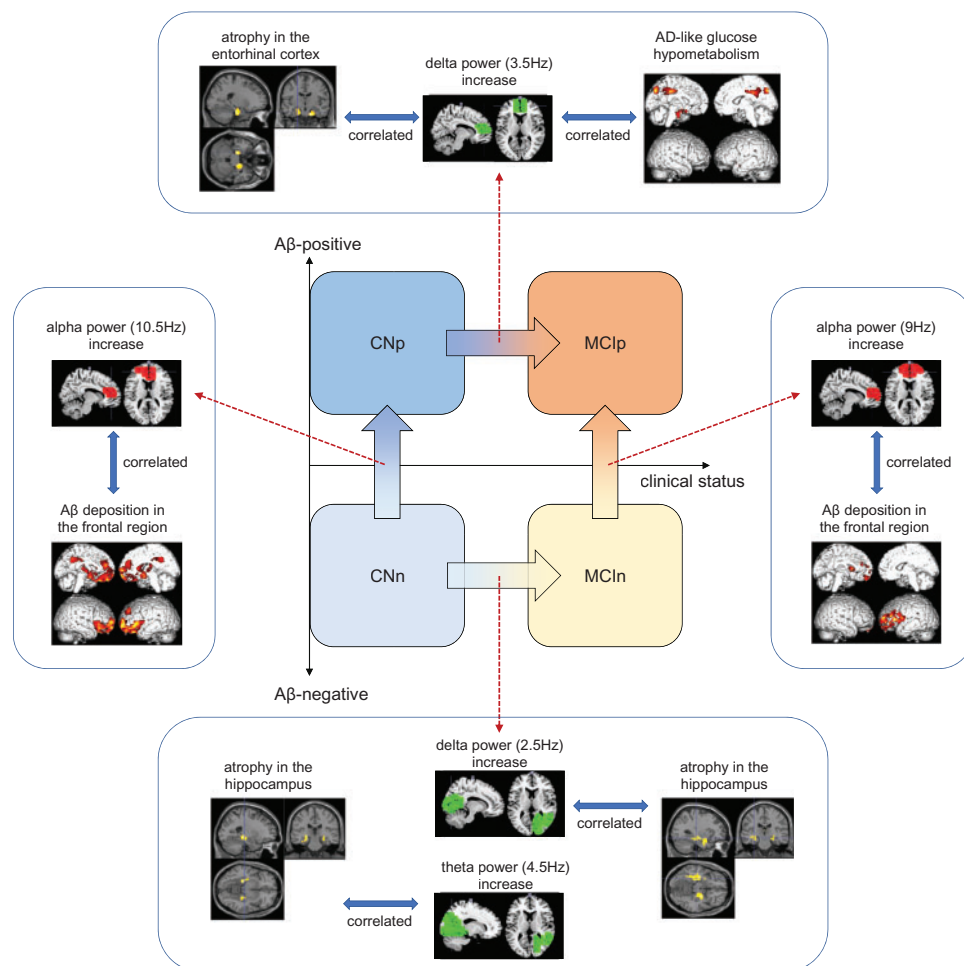 atrophy in the
entorhinal cortex
delta power (3.5Hz)
increase
AD-like glucose
hypometabolism
correlated
correlated
Aβ-positive
alpha power (10.5Hz)
increase
correlated
Aβ deposition in
the frontal region
CNp
MCIp
clinical status
CNn
MCIn
Aβ-negative
alpha power (9Hz)
increase
correlated
Aβ deposition in
the frontal region
atrophy in the
hippocampus
delta power (2.5Hz)
increase
atrophy in the
hippocampus
correlated
theta power (4.5Hz)
increase
correlated